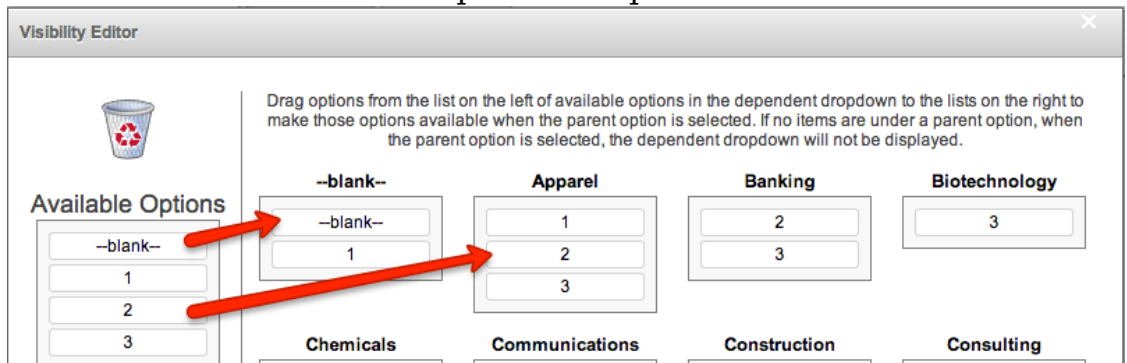 Visibility Editor
Drag options from the list on the left of available options in the dependent dropdown to the lists on the right to
make those options available when the parent option is selected. If no items are under a parent option, when
the parent option is selected, the dependent dropdown will not be displayed.
Available Options
--blank--
1
2
3
--blank--
--blank--
1
Apparel
1
2
3
Banking
2
3
Biotechnology
3
Chemicals
Communications
Construction
Consulting